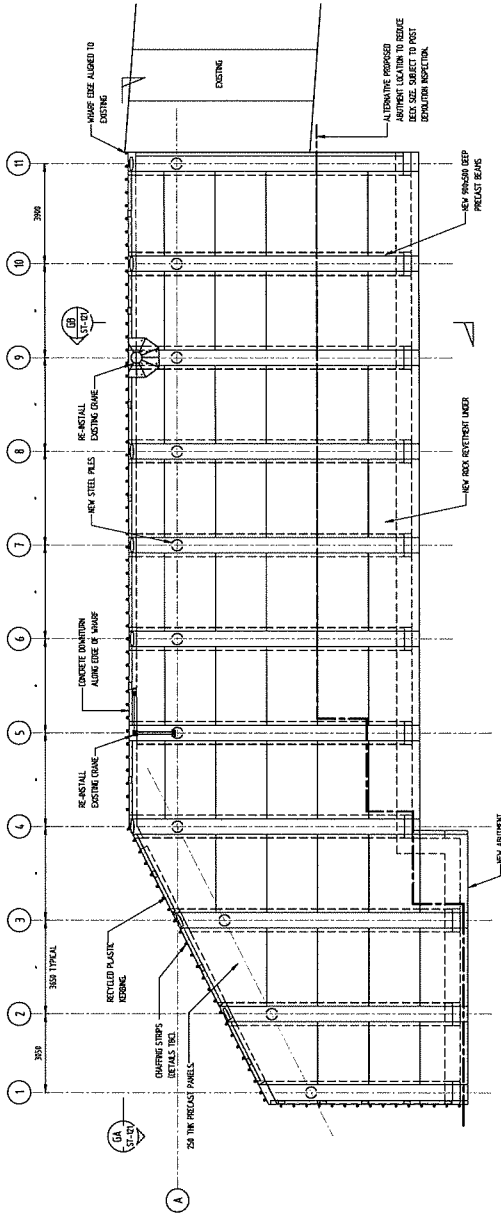 1
2
3
4
5
6
7
8
9
10
11
3050
3650 TYPICAL
3900
A
GA
ST-121
GB
ST-121
RECYCLED PLASTIC
KERBING
CHAFFING STRIPS
(DETAILS TBC)
250 THK PRECAST PANELS
RE-INSTALL
EXISTING CRANE
CONCRETE DOWNTURN
ALONG EDGE OF WHARF
NEW STEEL PILES
RE-INSTALL
EXISTING CRANE
WHARF EDGE ALIGNED TO
EXISTING
EXISTING
ALTERNATIVE PROPOSED
ABUTMENT LOCATION TO REDUCE
DECK SIZE. SUBJECT TO POST
DEMOLITION INSPECTION.
NEW 900x500 DEEP
PRECAST BEAMS
NEW ROCK REVETMENT UNDER
NEW ABUTMENT